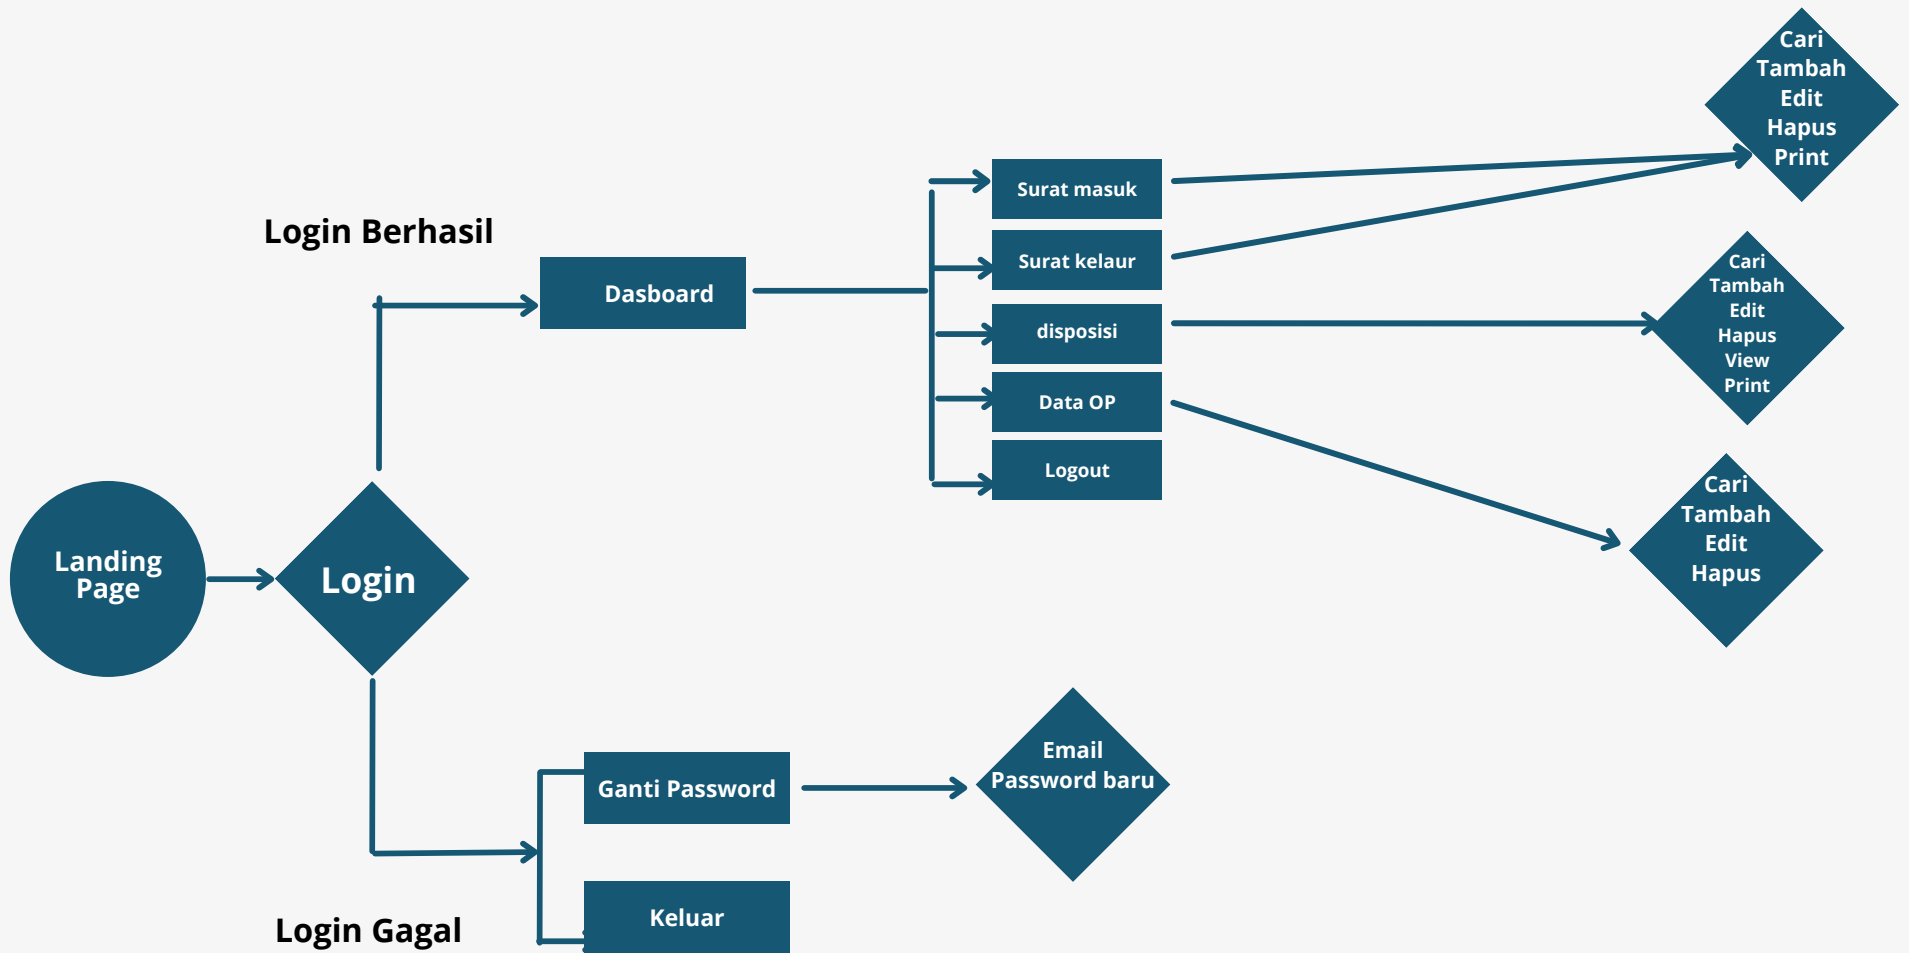 Landing
Page
Login
Login Berhasil
Dasboard
Surat masuk
Surat kelaur
disposisi
Data OP
Logout
Cari
Tambah
Edit
Hapus
Print
Cari
Tambah
Edit
Hapus
View
Print
Cari
Tambah
Edit
Hapus
Login Gagal
Ganti Password
Keluar
Email
Password baru